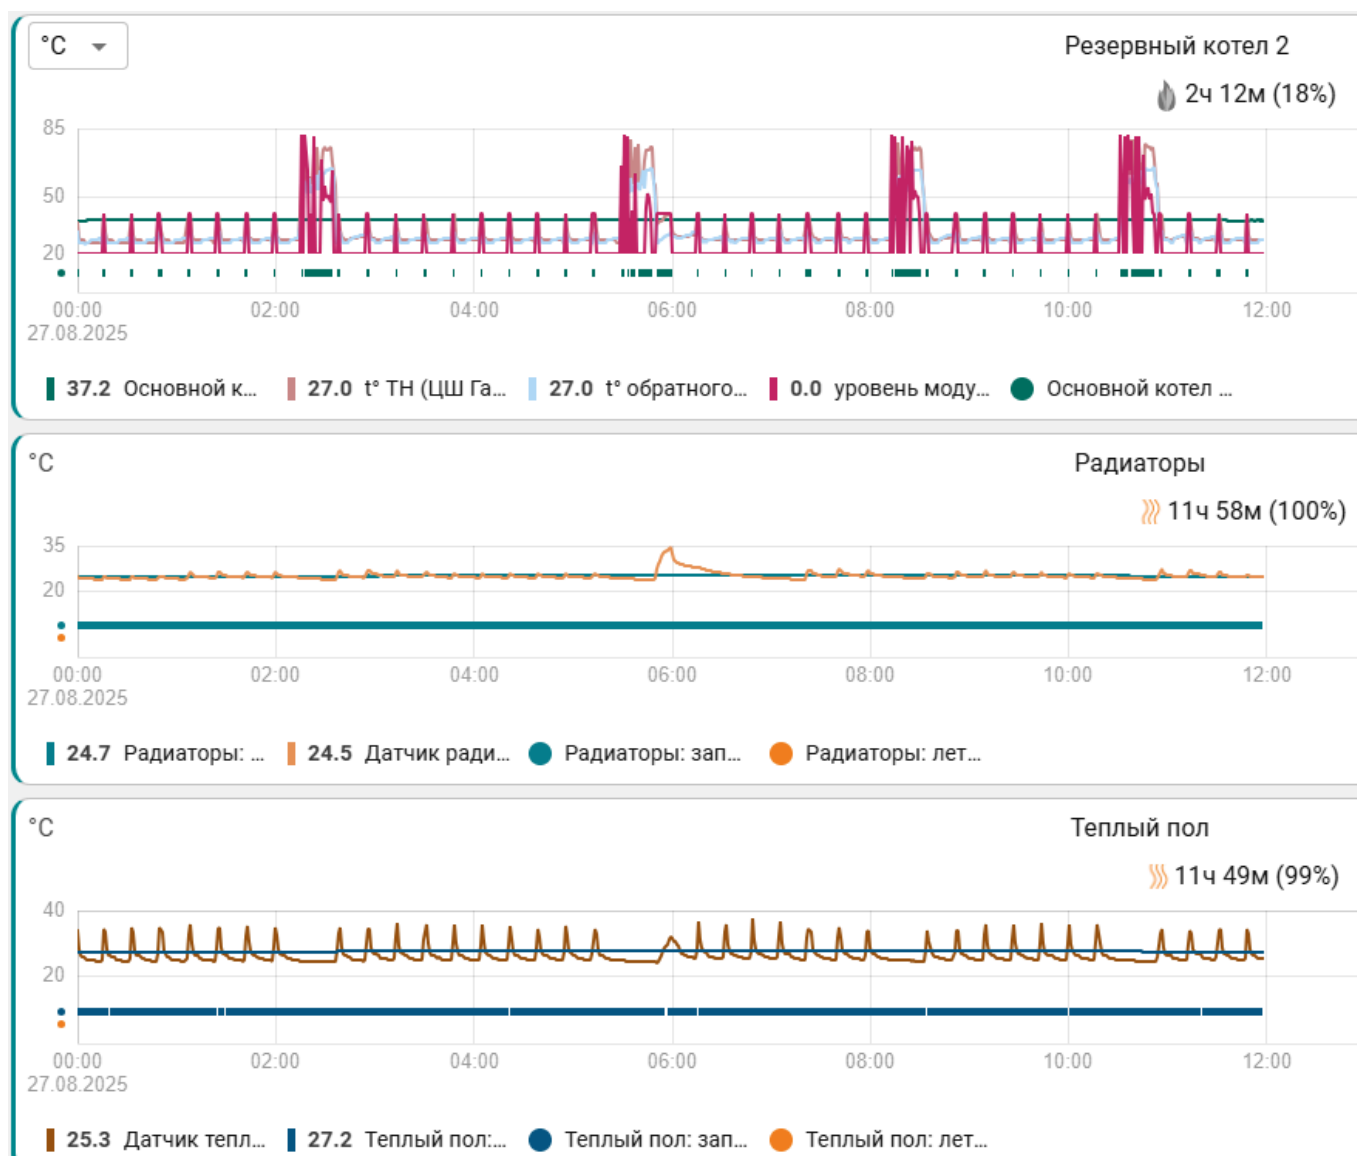 °C
Резервный котел 2
2ч 12м (18%)
85
50
20
00:00 02:00 04:00 06:00 08:00 10:00 12:00
27.08.2025
37.2 Основной к... 27.0 t° ТН (ЦШ Га... 27.0 t° обратного... 0.0 уровень моду... Основной котел ...
°C
Радиаторы
11ч 58м (100%)
35
20
00:00 02:00 04:00 06:00 08:00 10:00 12:00
27.08.2025
24.7 Радиаторы: ... 24.5 Датчик ради... Радиаторы: зап... Радиаторы: лет...
°C
Теплый пол
11ч 49м (99%)
40
20
00:00 02:00 04:00 06:00 08:00 10:00 12:00
27.08.2025
25.3 Датчик тепл... 27.2 Теплый пол:... Теплый пол: зап... Теплый пол: лет...